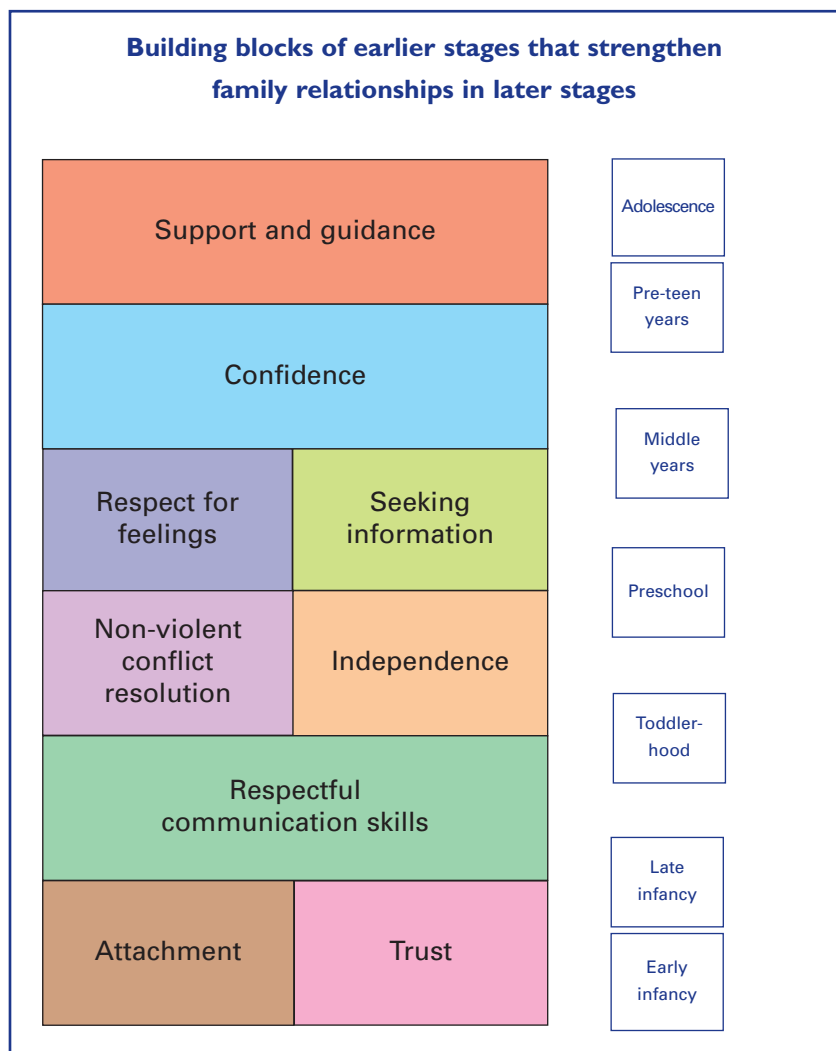 Building blocks of earlier stages that strengthen
family relationships in later stages
Support and guidance
Adolescence
Pre-teen
years
Confidence
Middle
years
Respect for
feelings
Seeking
information
Preschool
Non-violent
conflict
resolution
Independence
Toddler-
hood
Respectful
communication skills
Late
infancy
Attachment
Trust
Early
infancy